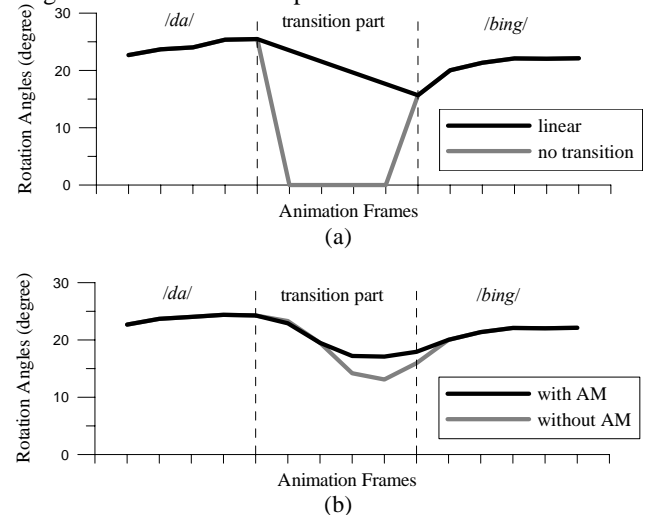 /da/ transition part /bing/
Rotation Angles (degree)
30
20
10
0
linear
no transition
Animation Frames
(a)
/da/ transition part /bing/
Rotation Angles (degree)
30
20
10
0
with AM
without AM
Animation Frames
(b)